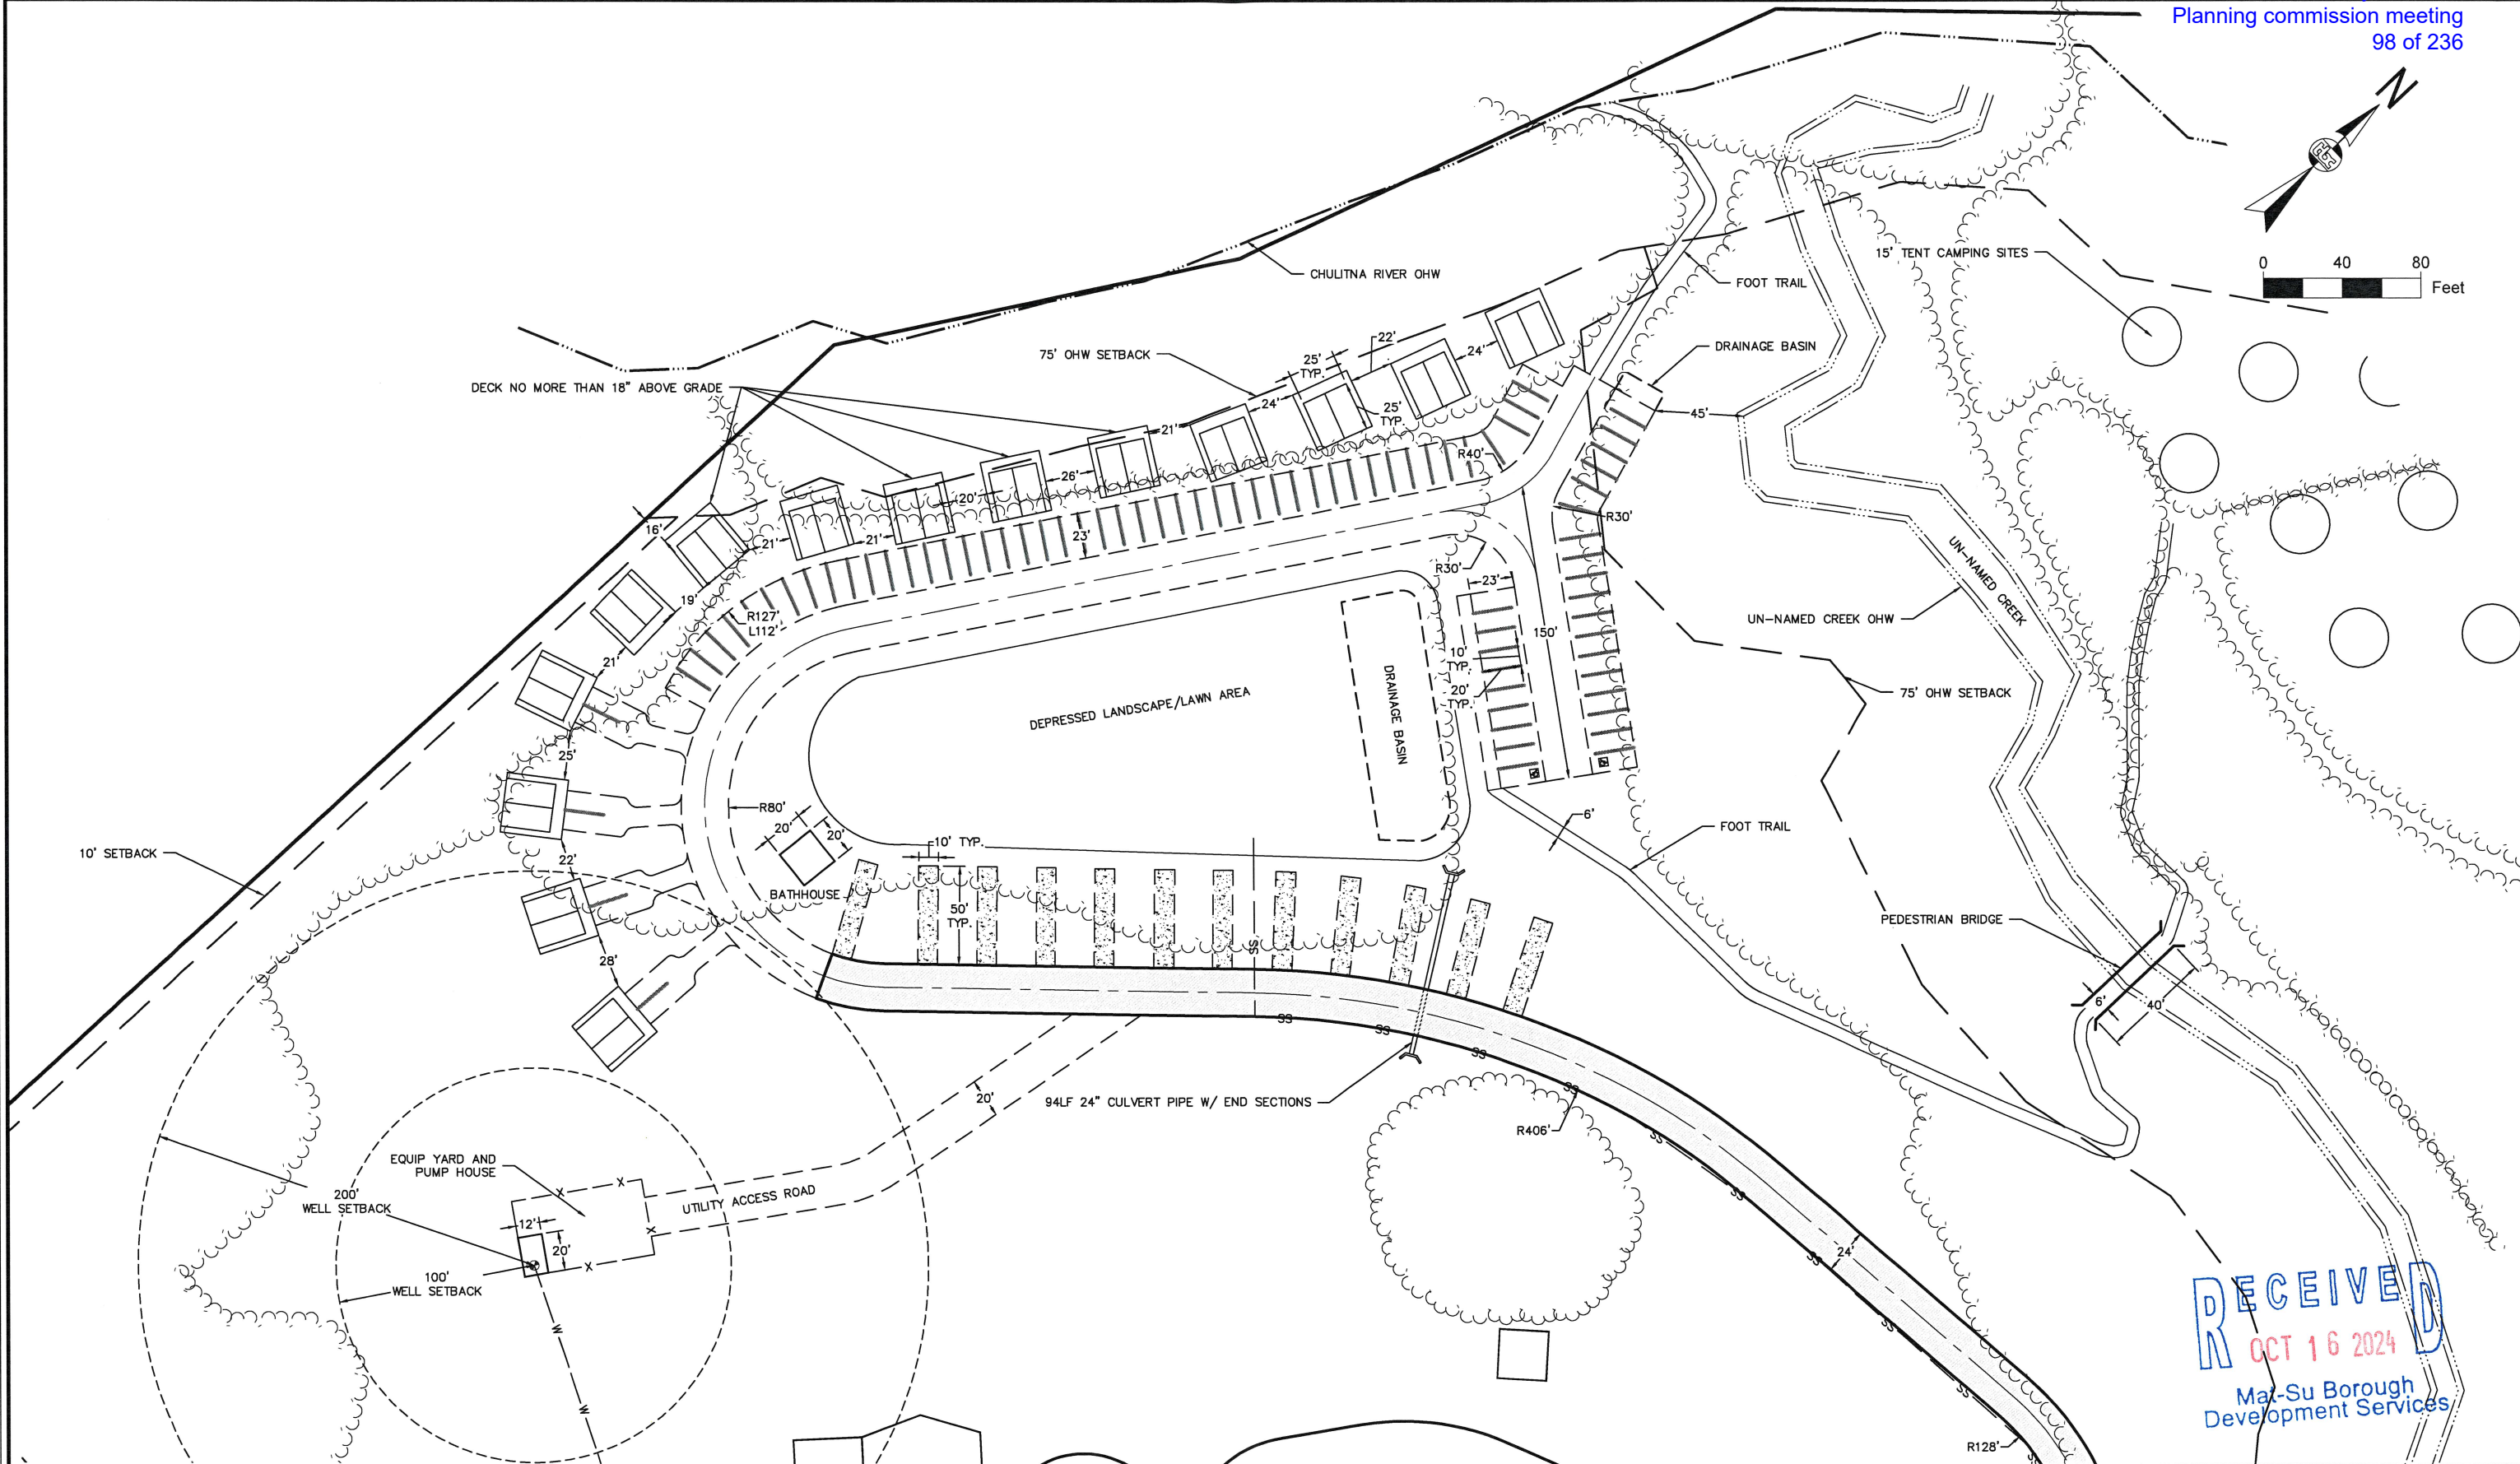 Planning commission meeting
98 of 236
N
0 40 80
Feet
15' TENT CAMPING SITES
CHULITNA RIVER OHW
FOOT TRAIL
DRAINAGE BASIN
75' OHW SETBACK
DECK NO MORE THAN 18" ABOVE GRADE
22'
25'
TYP.
24'
24'
25'
TYP.
21'
26'
20'
21'
21'
16'
19'
21'
25'
22'
28'
23'
R40'
45'
R30'
R30'
23'
150'
10'
TYP.
20'
TYP.
R127'
L112'
UN-NAMED CREEK
UN-NAMED CREEK OHW
75' OHW SETBACK
DEPRESSED LANDSCAPE/LAWN AREA
DRAINAGE BASIN
R80'
20'
20'
BATHHOUSE
10' TYP.
50'
TYP.
6'
FOOT TRAIL
10' SETBACK
PEDESTRIAN BRIDGE
6'
40'
SS
SS
SS
SS
SS
SS
SS
SS
SS
SS
SS
94LF 24" CULVERT PIPE W/ END SECTIONS
R406'
20'
UTILITY ACCESS ROAD
EQUIP YARD AND
PUMP HOUSE
X
X
X
X
12'
20'
200'
WELL SETBACK
100'
WELL SETBACK
W
W
24'
R128'
RECEIVED
OCT 16 2024
Mat-Su Borough
Development Services